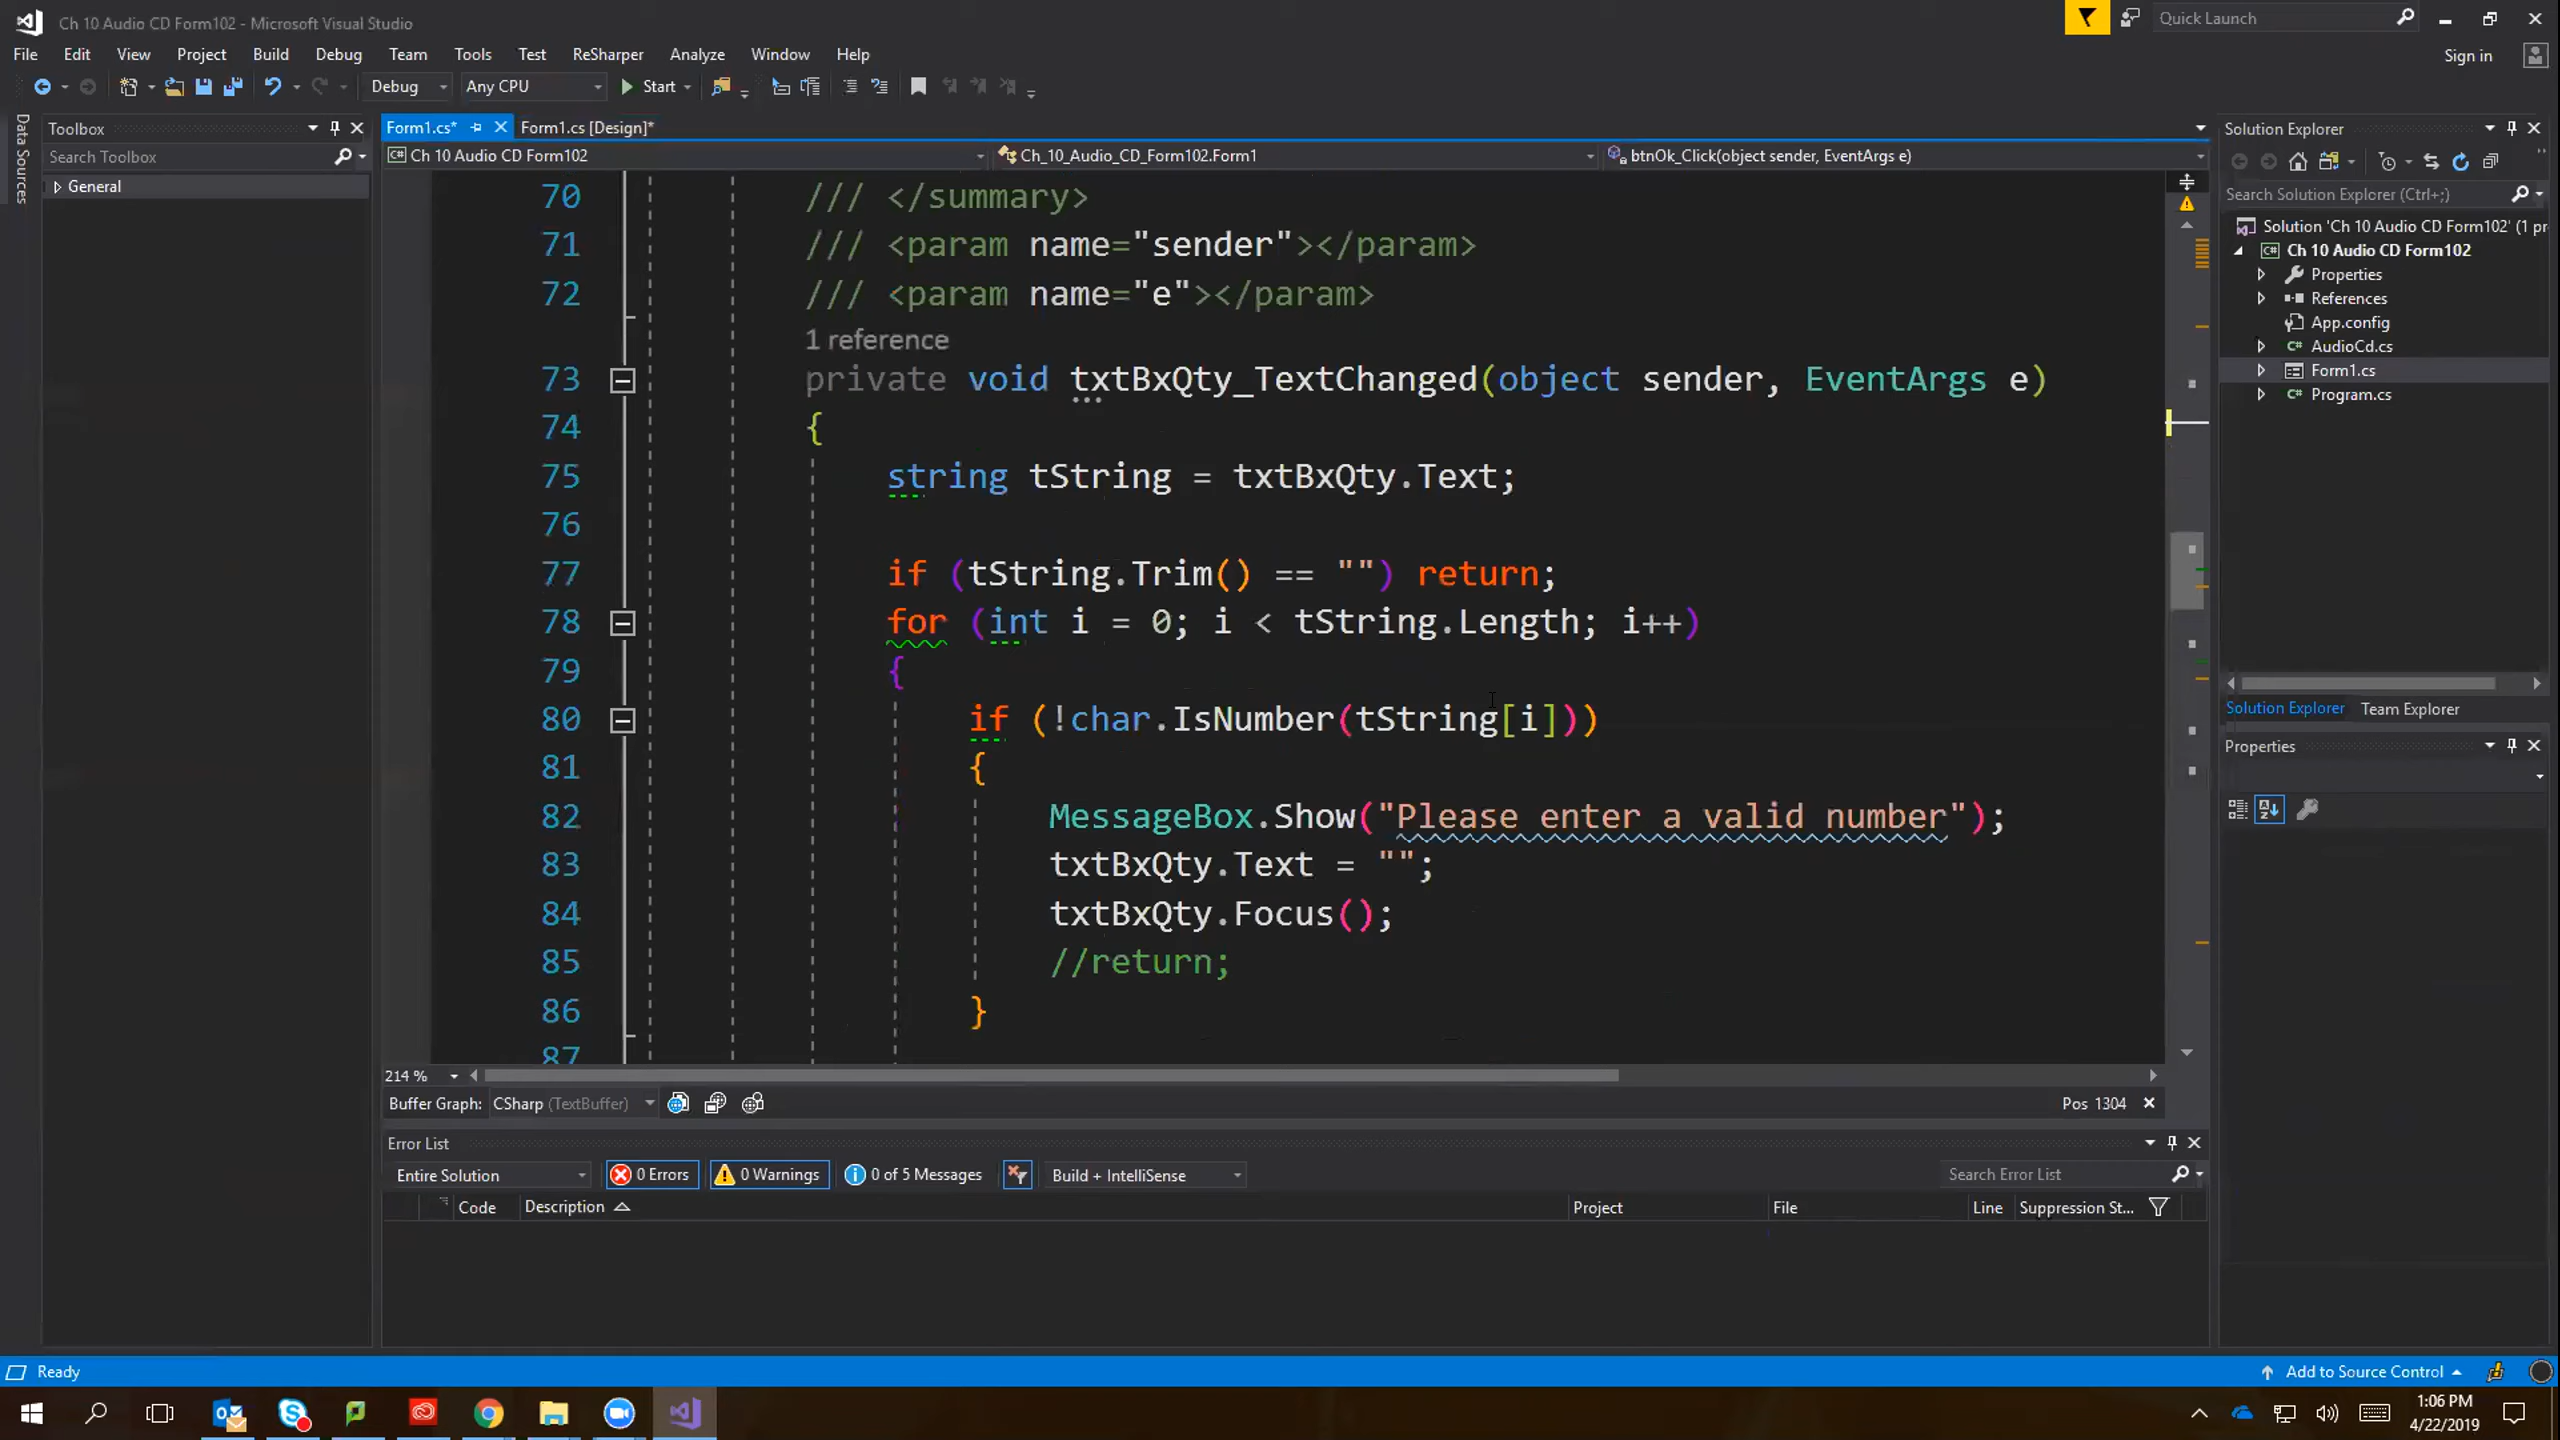 Ch 10 Audio CD Form102 - Microsoft Visual Studio
Quick Launch
File Edit View Project Build Debug Team Tools Test ReSharper Analyze Window Help
Sign in
Debug Any CPU Start
Data Sources
Toolbox
Search Toolbox
General
Form1.cs* Form1.cs [Design]*
Ch 10 Audio CD Form102 Ch_10_Audio_CD_Form102.Form1 btnOk_Click(object sender, EventArgs e)
70 /// </summary>
71 /// <param name="sender"></param>
72 /// <param name="e"></param>
1 reference
73 private void txtBxQty_TextChanged(object sender, EventArgs e)
74 {
75 string tString = txtBxQty.Text;
76
77 if (tString.Trim() == "") return;
78 for (int i = 0; i < tString.Length; i++)
79 {
80 if (!char.IsNumber(tString[i]))
81 {
82 MessageBox.Show("Please enter a valid number");
83 txtBxQty.Text = "";
84 txtBxQty.Focus();
85 //return;
86 }
87
214 %
Buffer Graph: CSharp (TextBuffer) Pos 1304
Error List
Entire Solution 0 Errors 0 Warnings 0 of 5 Messages Build + IntelliSense Search Error List
Code Description Project File Line Suppression St...
Solution Explorer
Search Solution Explorer (Ctrl+;)
Solution 'Ch 10 Audio CD Form102' (1 pr
Ch 10 Audio CD Form102
Properties
References
App.config
AudioCd.cs
Form1.cs
Program.cs
Solution Explorer Team Explorer
Properties
Ready
Add to Source Control
1:06 PM
4/22/2019